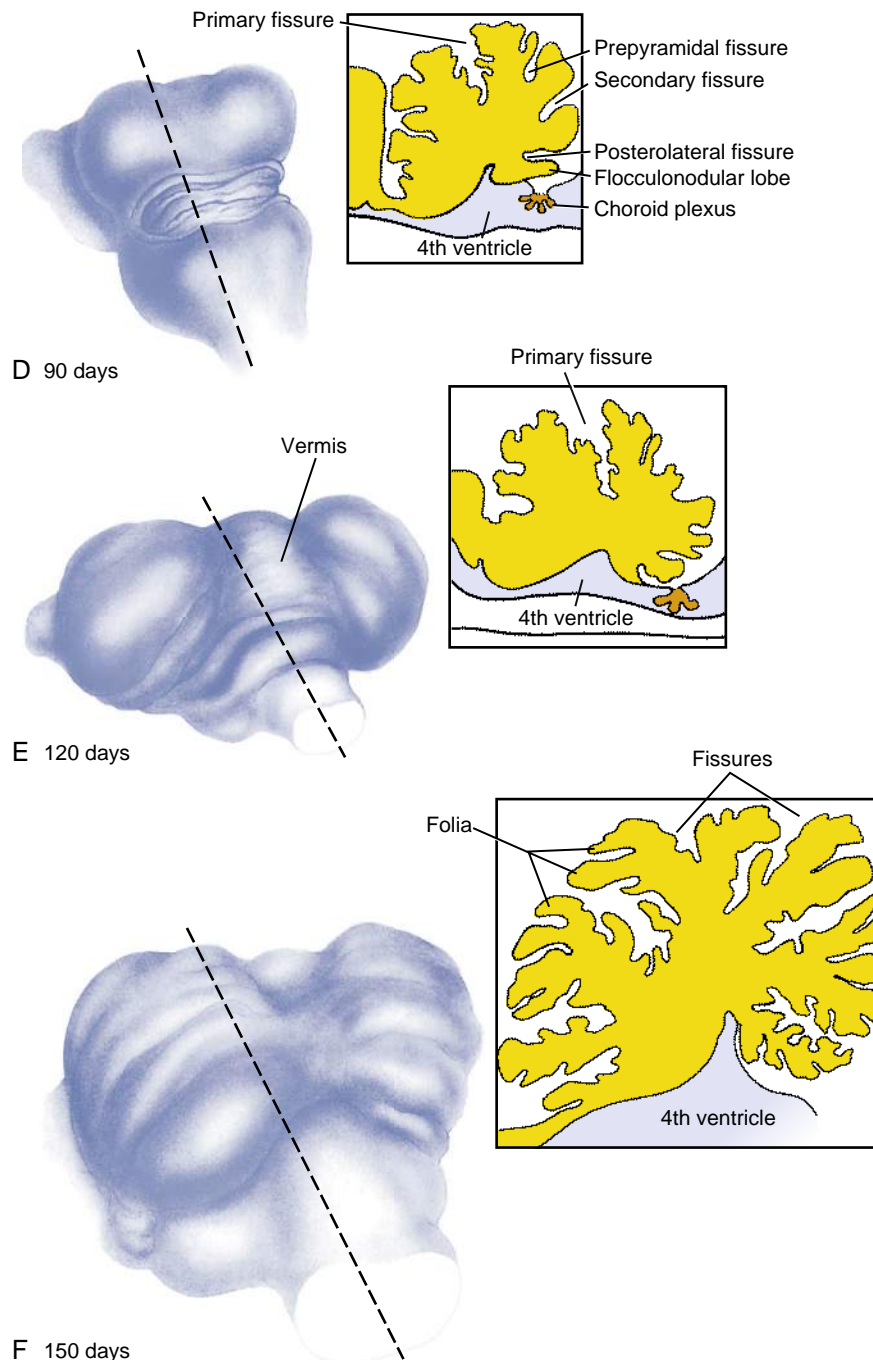 Primary fissure
Prepyramidal fissure
Secondary fissure
Posterolateral fissure
Flocculonodular lobe
Choroid plexus
4th ventricle
D 90 days
Primary fissure
Vermis
4th ventricle
E 120 days
Fissures
Folia
4th ventricle
F 150 days